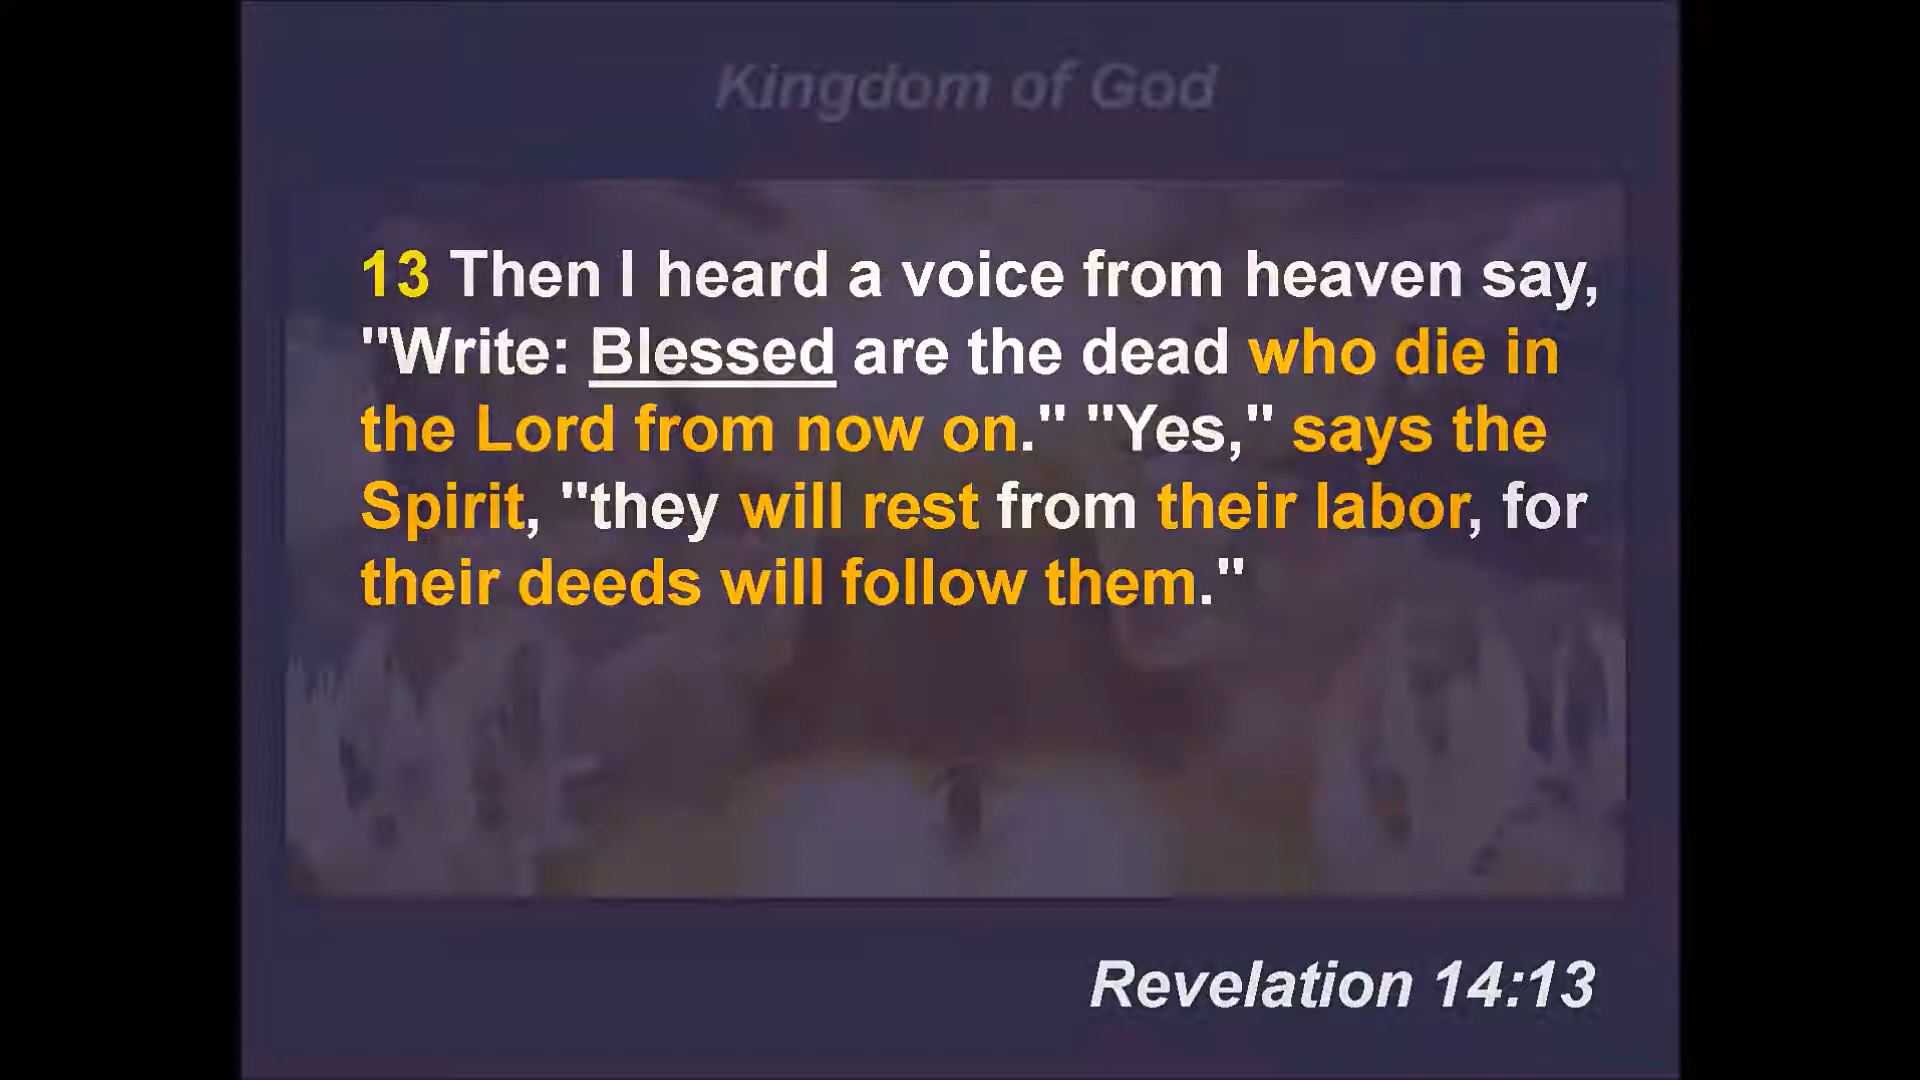 Kingdom of God
13 Then I heard a voice from heaven say,
"Write: Blessed are the dead who die in
the Lord from now on." "Yes," says the
Spirit, "they will rest from their labor, for
their deeds will follow them."
Revelation 14:13